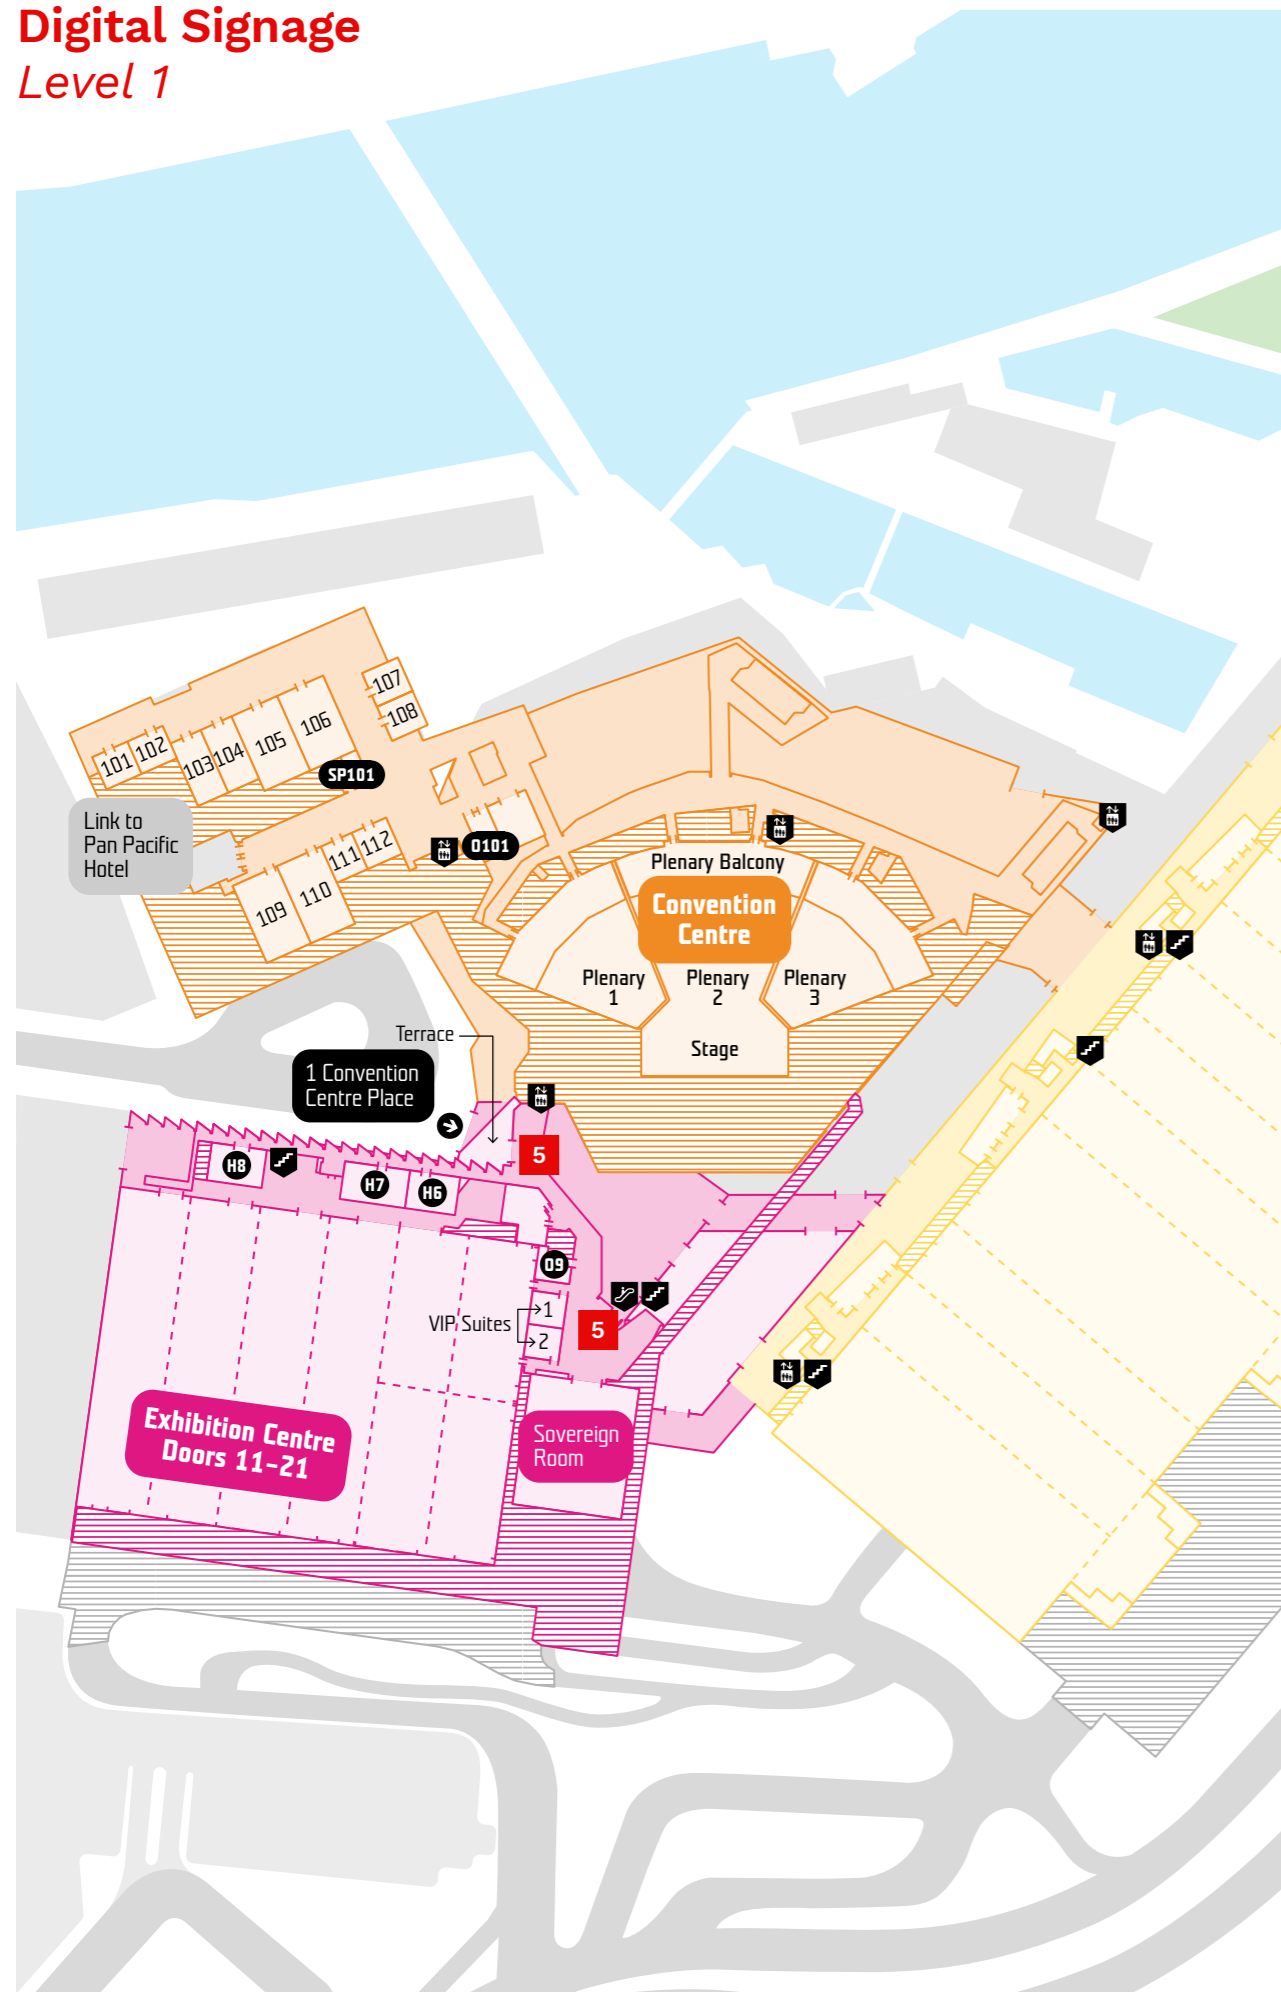 Digital Signage
Level 1
107
108
106
105
104
103
102
101
SP101
Link to
Pan Pacific
Hotel
O101
112
111
110
109
Plenary Balcony
Convention
Centre
Plenary
1
Plenary
2
Plenary
3
Stage
Terrace
1 Convention
Centre Place
5
H8
H7
H6
09
VIP Suites
1
2
5
Exhibition Centre
Doors 11-21
Sovereign
Room